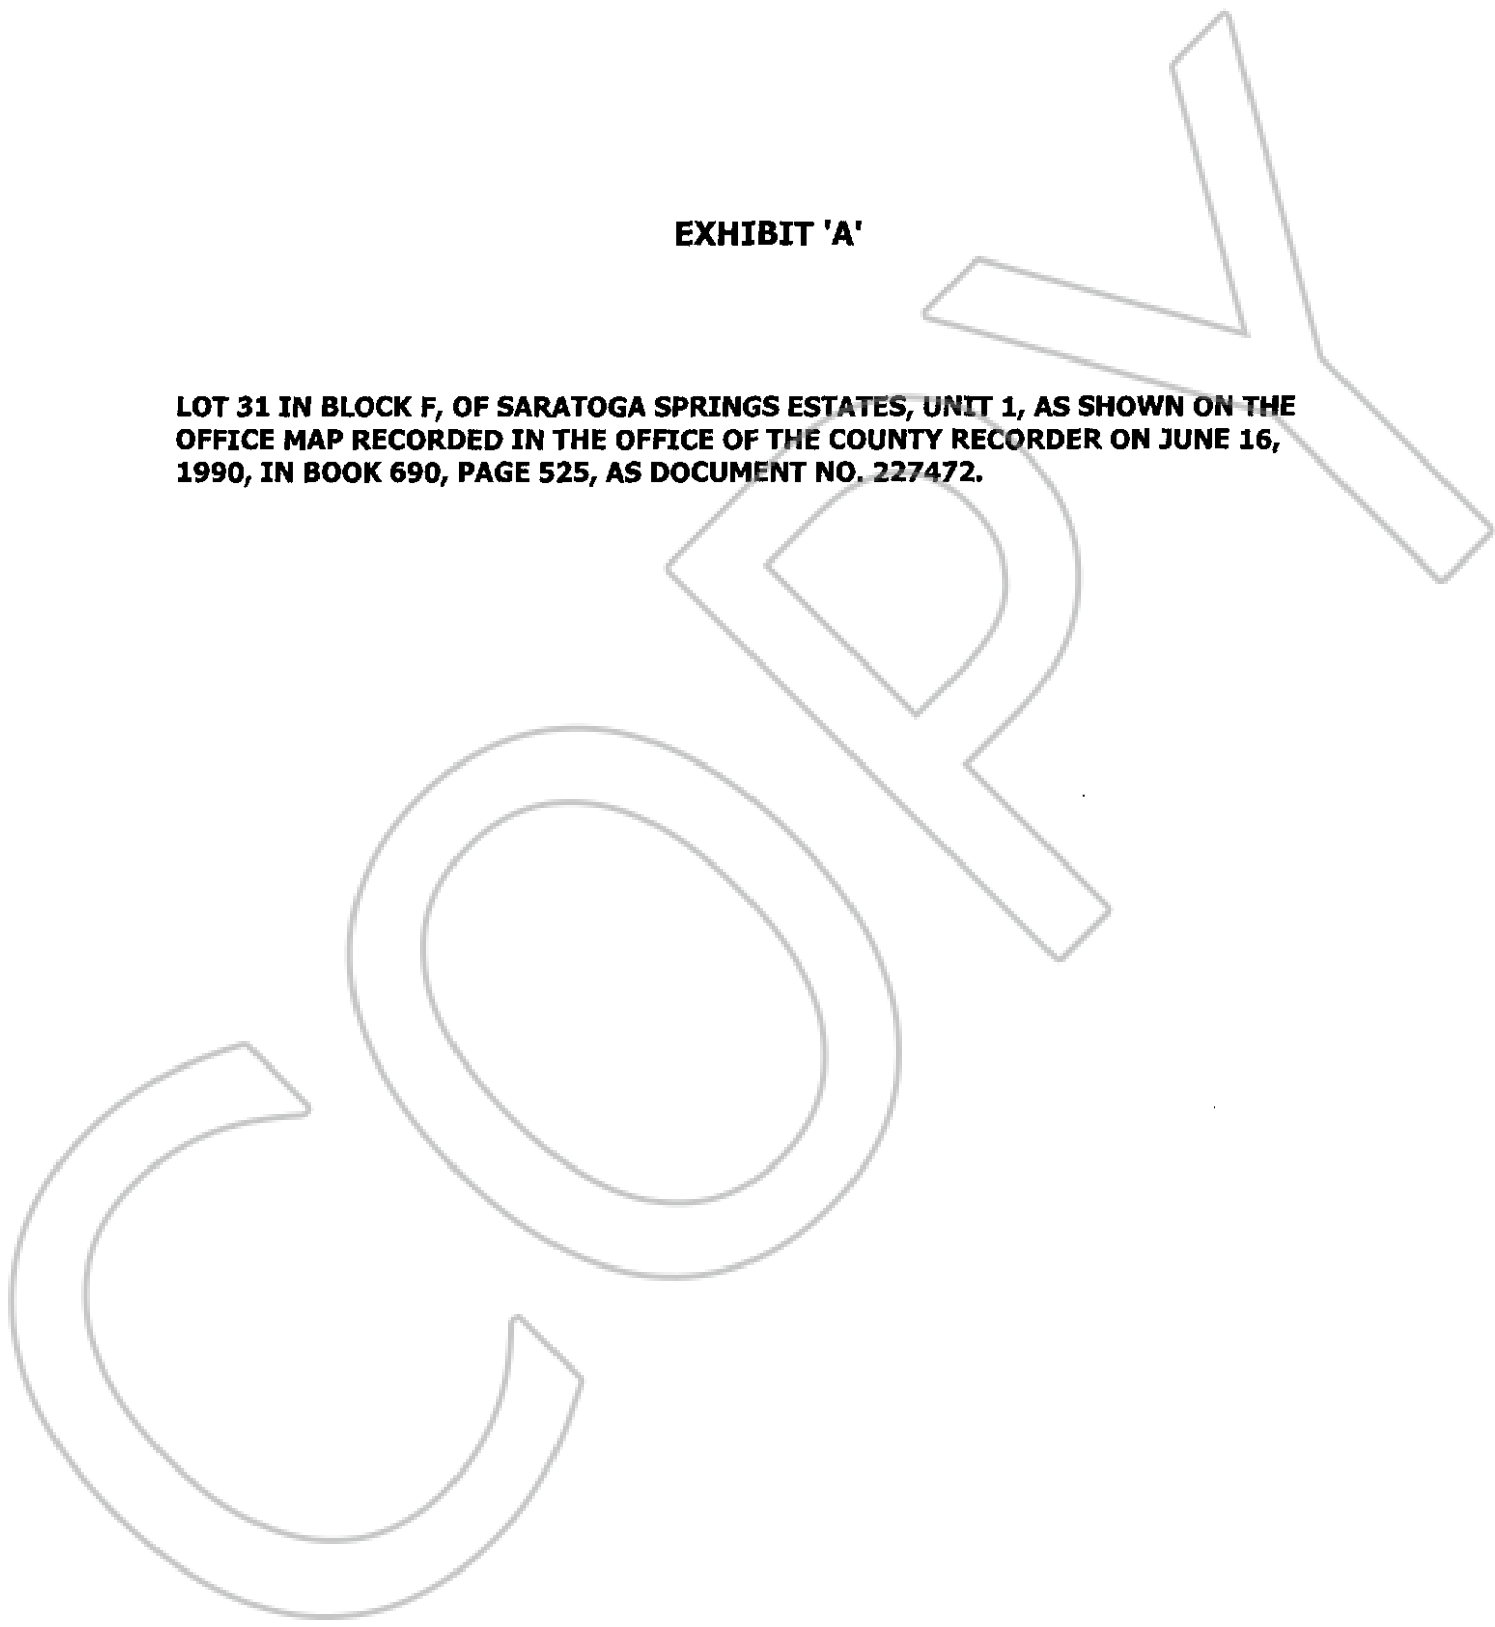 EXHIBIT 'A'
LOT 31 IN BLOCK F, OF SARATOGA SPRINGS ESTATES, UNIT 1, AS SHOWN ON THE
OFFICE MAP RECORDED IN THE OFFICE OF THE COUNTY RECORDER ON JUNE 16,
1990, IN BOOK 690, PAGE 525, AS DOCUMENT NO. 227472.
COPY